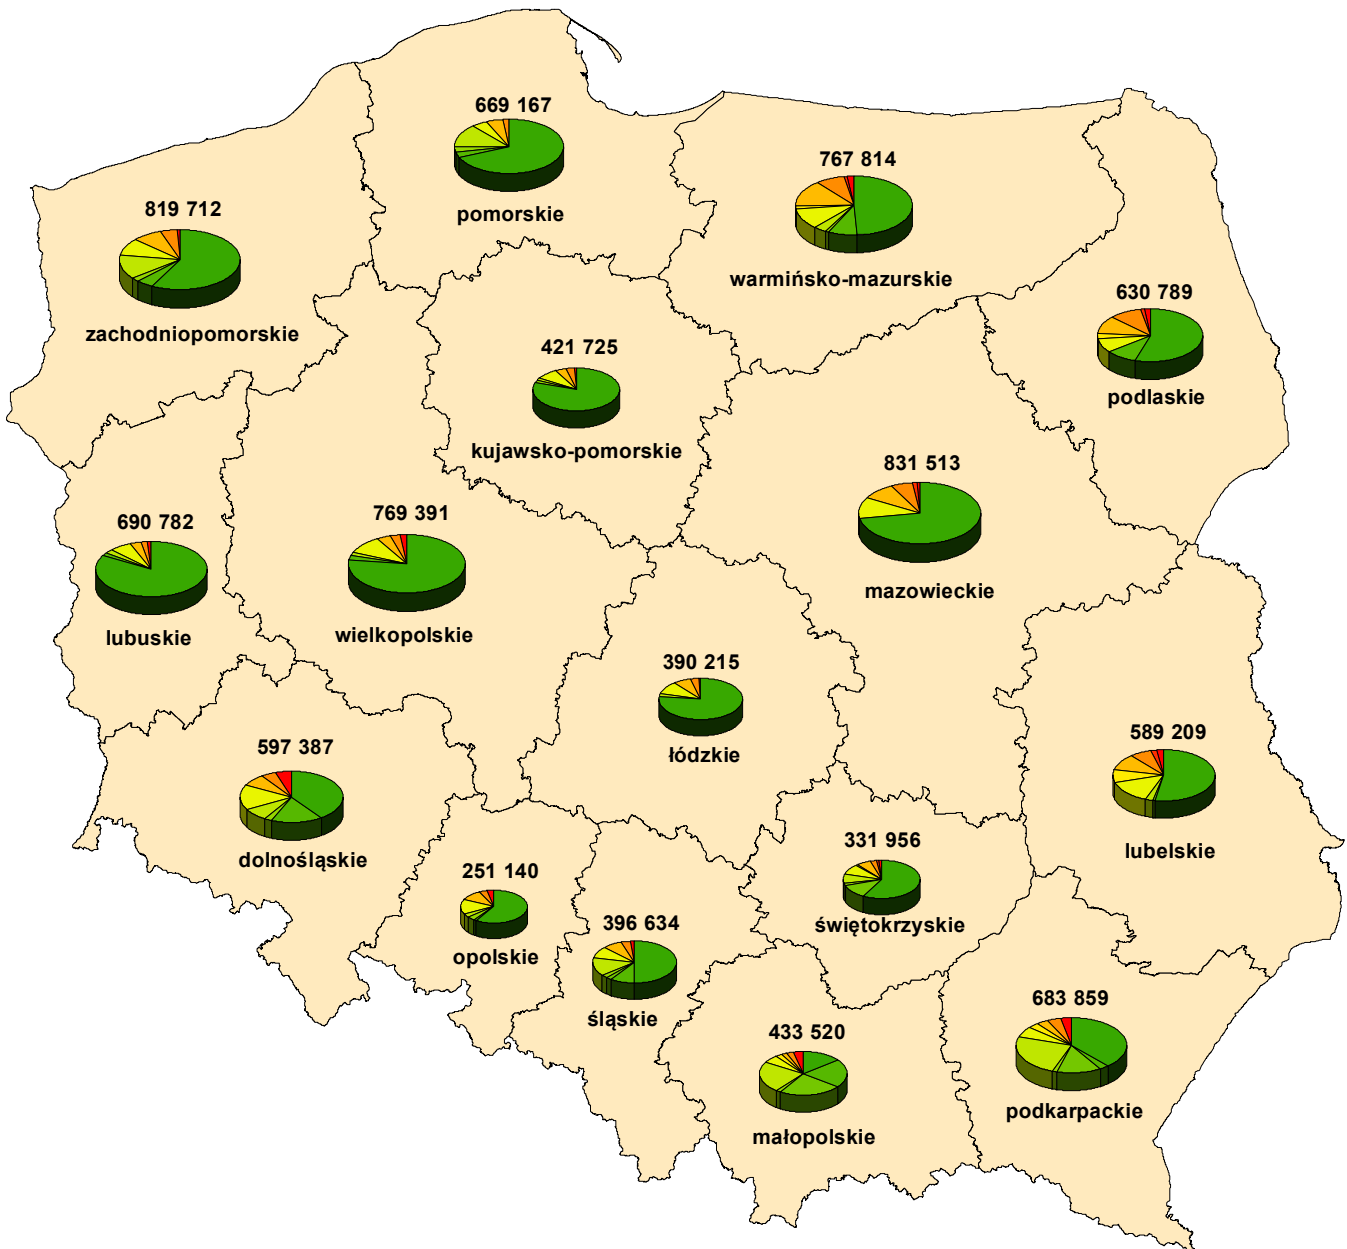 669 167
pomorskie
767 814
warmińsko-mazurskie
819 712
zachodniopomorskie
630 789
podlaskie
421 725
kujawsko-pomorskie
831 513
mazowieckie
690 782
lubuskie
769 391
wielkopolskie
390 215
łódzkie
597 387
dolnośląskie
589 209
lubelskie
331 956
świętokrzyskie
251 140
opolskie
396 634
śląskie
433 520
małopolskie
683 859
podkarpackie